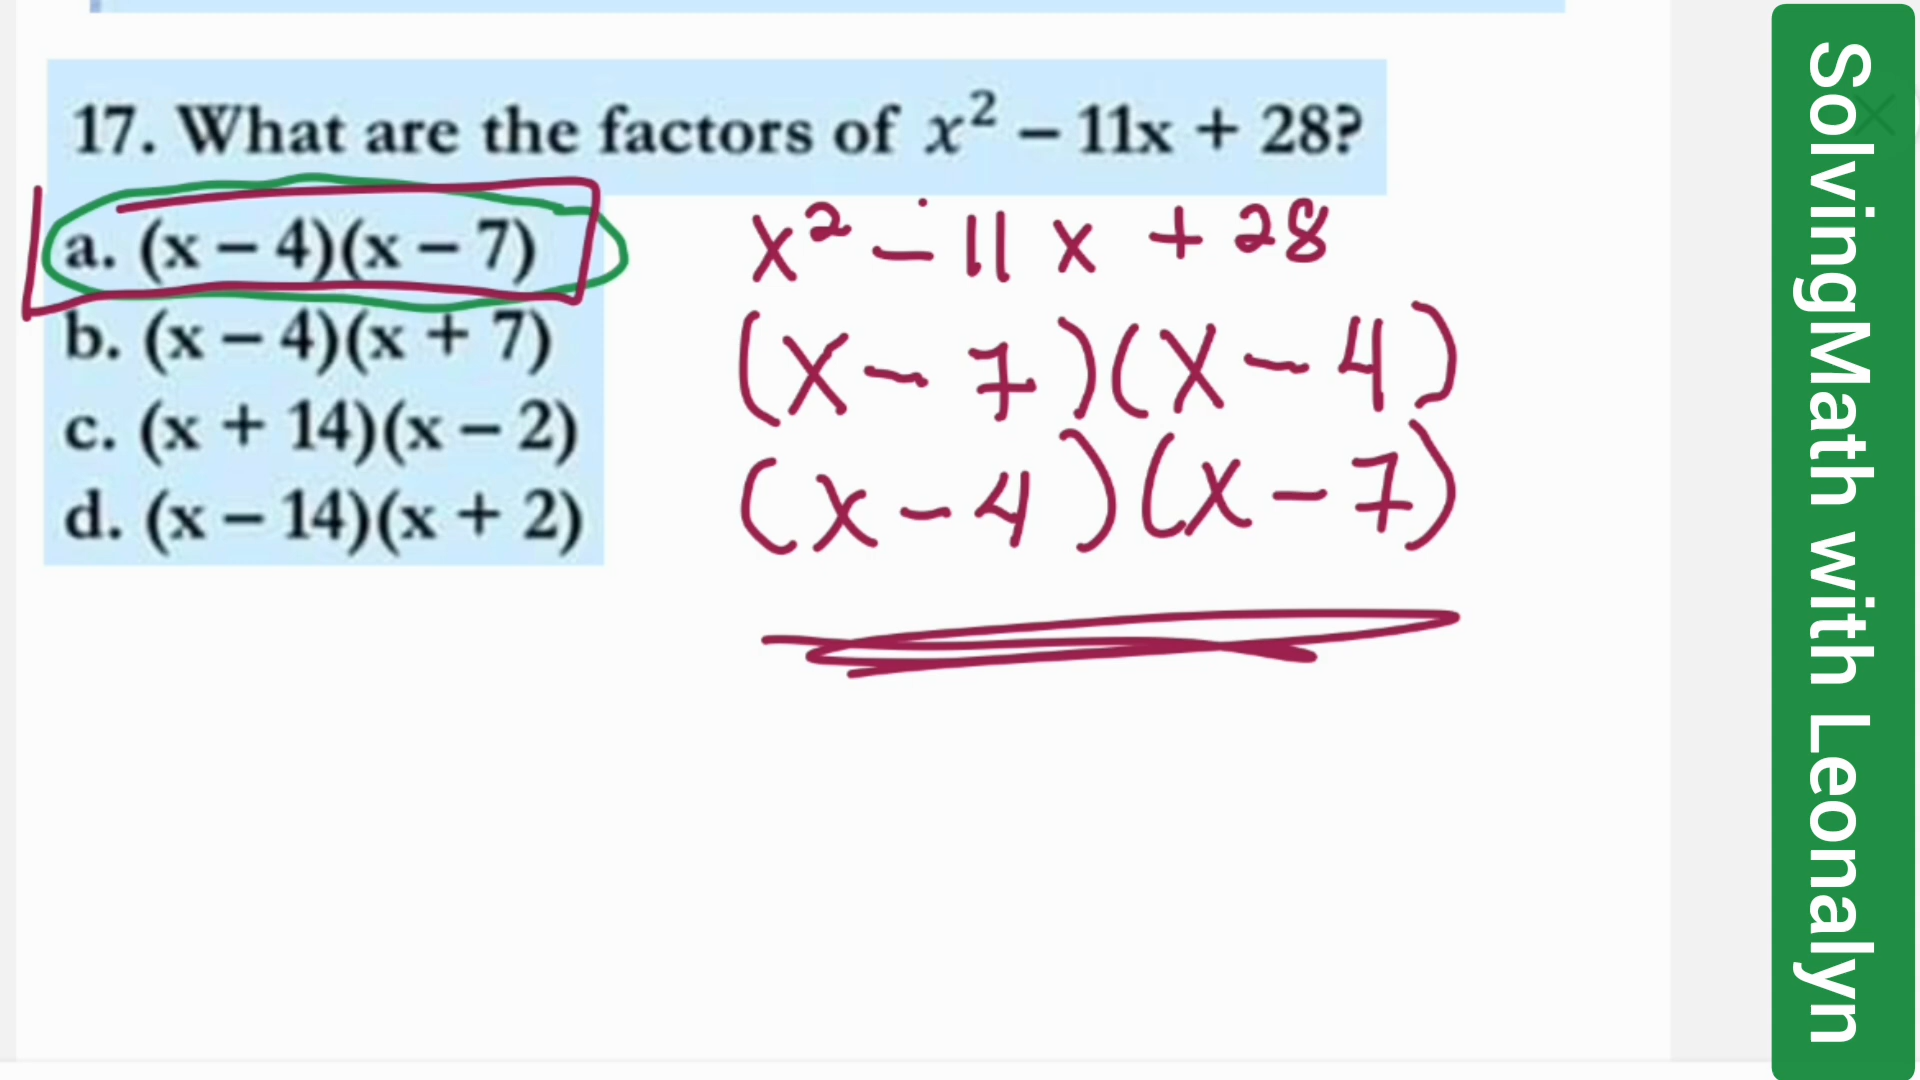 17. What are the factors of x² – 11x + 28?
a. (x – 4)(x – 7)
b. (x – 4)(x + 7)
c. (x + 14)(x – 2)
d. (x – 14)(x + 2)
x² – 11x + 28
(x – 7)(x – 4)
(x – 4)(x – 7)
SolvingMath with Leonalyn